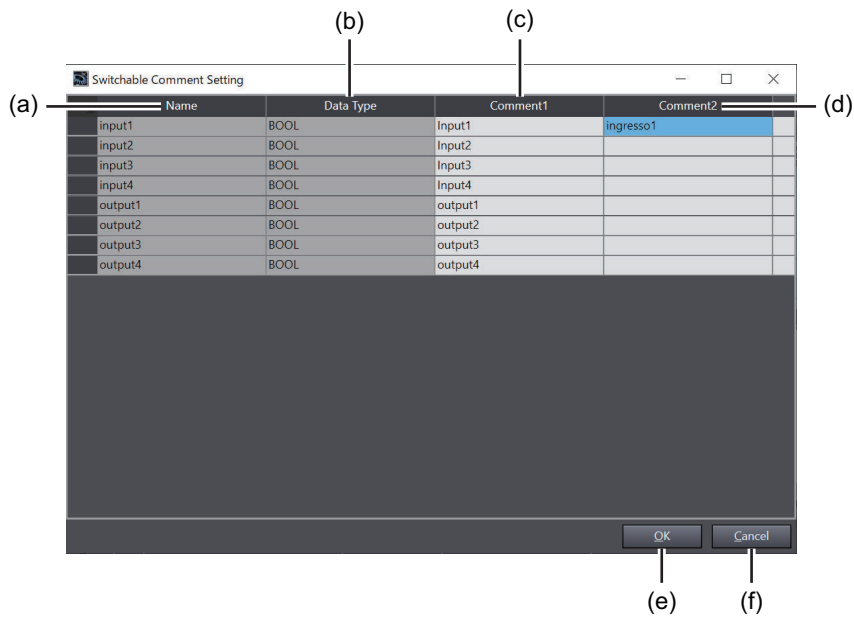 (b) (c)
Switchable Comment Setting
(a) Name Data Type Comment1 Comment2 (d)
input1 BOOL Input1 ingresso1
input2 BOOL Input2
input3 BOOL Input3
input4 BOOL Input4
output1 BOOL output1
output2 BOOL output2
output3 BOOL output3
output4 BOOL output4
OK Cancel
(e) (f)